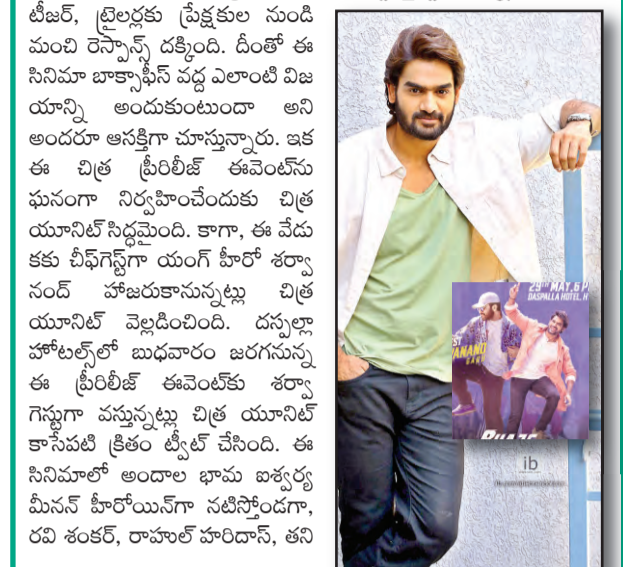 టీజర్, ట్రైలర్లకు ప్రేక్షకుల నుండి
మంచి రెస్పాన్స్ దక్కింది. దీంతో ఈ
సినిమా బాక్సాఫీస్ వద్ద ఎలాంటి విజ
యాన్ని అందుకుంటుందా అని
అందరూ ఆసక్తిగా చూస్తున్నారు. ఇక
ఈ చిత్ర ప్రీరిలీజ్ ఈవెంట్‌ను
ఘనంగా నిర్వహించేందుకు చిత్ర
యూనిట్ సిద్ధమైంది. కాగా, ఈ వేడు
కకు చీఫ్‌గెస్ట్‌గా యంగ్ హీరో శర్వా
నంద్ హాజరుకానున్నట్లు చిత్ర
యూనిట్ వెల్లడించింది. దస్పల్లా
హోటల్స్‌లో బుధవారం జరగనున్న
ఈ ప్రీరిలీజ్ ఈవెంట్‌కు శర్వా
గెస్టుగా వస్తున్నట్లు చిత్ర యూనిట్
కాసేపటి క్రితం ట్వీట్ చేసింది. ఈ
సినిమాలో అందాల భామ ఐశ్వర్య
మీనన్ హీరోయిన్‌గా నటిస్తోండగా,
రవి శంకర్, రాహుల్ హరిదాస్, తని
29TH MAY, 6 P
DASPALLA HOTEL, H
ib